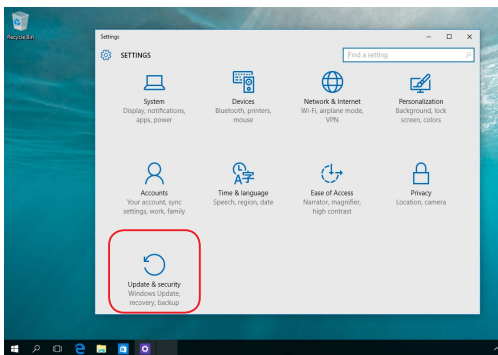 Recycle Bin
Settings
SETTINGS
Find a setting
System
Display, notifications,
apps, power
Devices
Bluetooth, printers,
mouse
Network & Internet
Wi-Fi, airplane mode,
VPN
Personalization
Background, lock
screen, colors
Accounts
Your account, sync
settings, work, family
A字
Time & language
Speech, region, date
Ease of Access
Narrator, magnifier,
high contrast
Privacy
Location, camera
Update & security
Windows Update,
recovery, backup